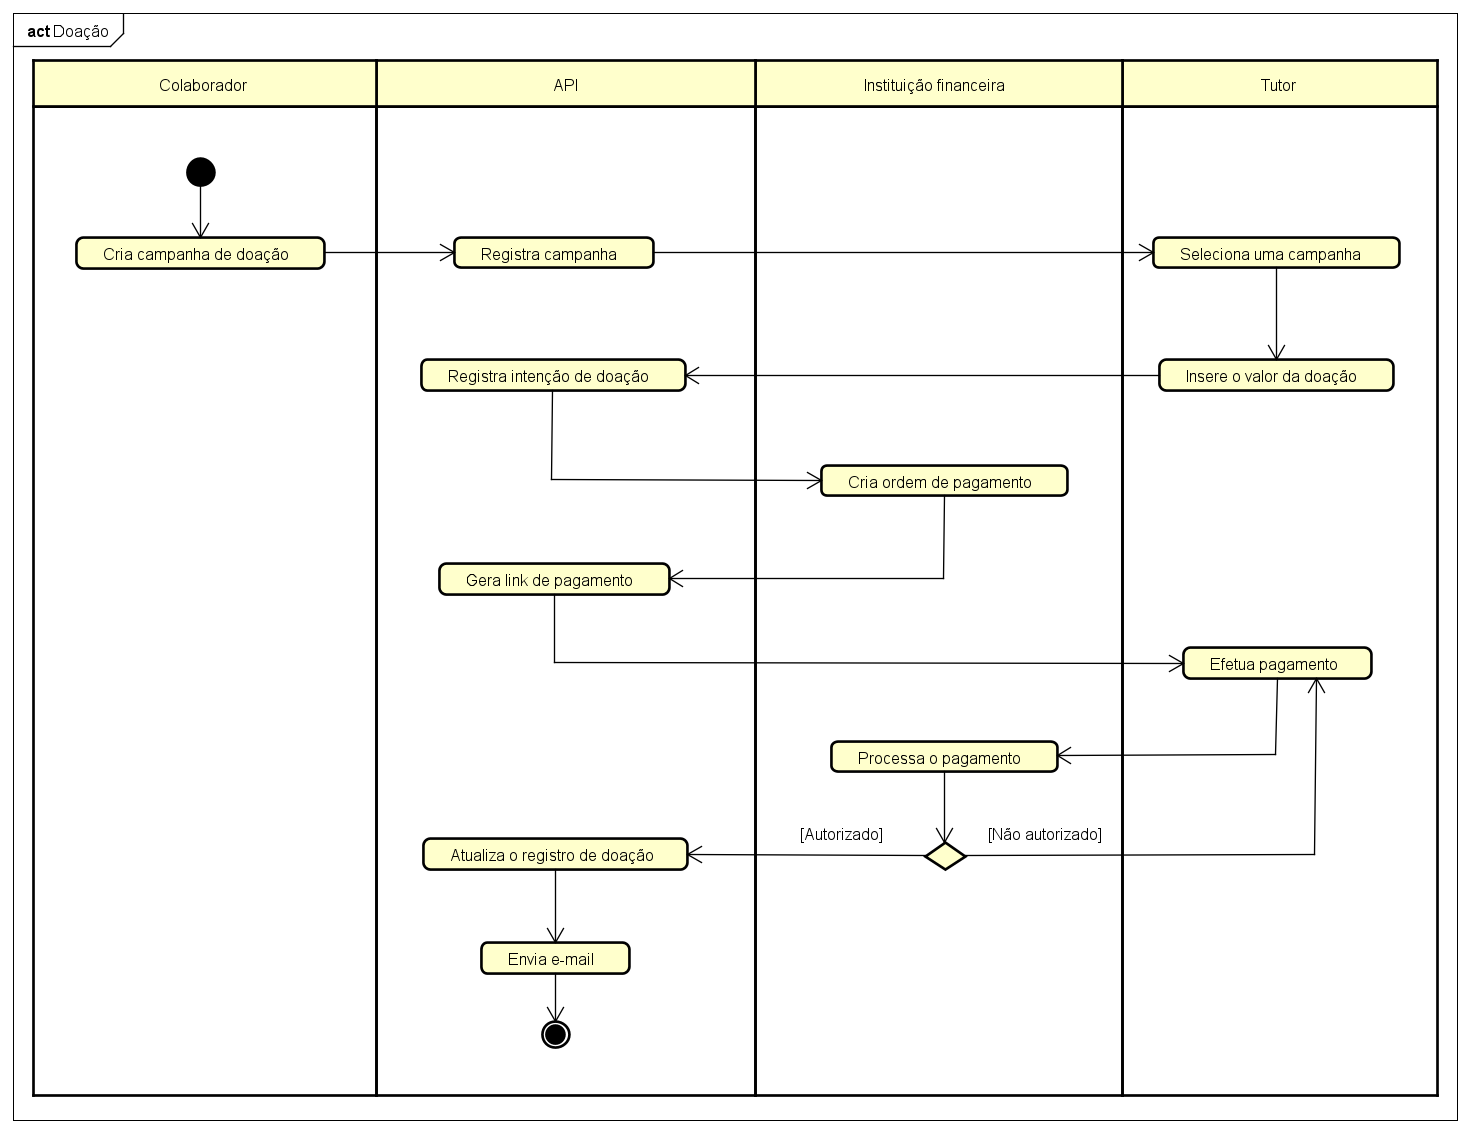 act Doação
Colaborador
API
Instituição financeira
Tutor
Cria campanha de doação
Registra campanha
Seleciona uma campanha
Registra intenção de doação
Insere o valor da doação
Cria ordem de pagamento
Gera link de pagamento
Efetua pagamento
Processa o pagamento
[Autorizado]
[Não autorizado]
Atualiza o registro de doação
Envia e-mail